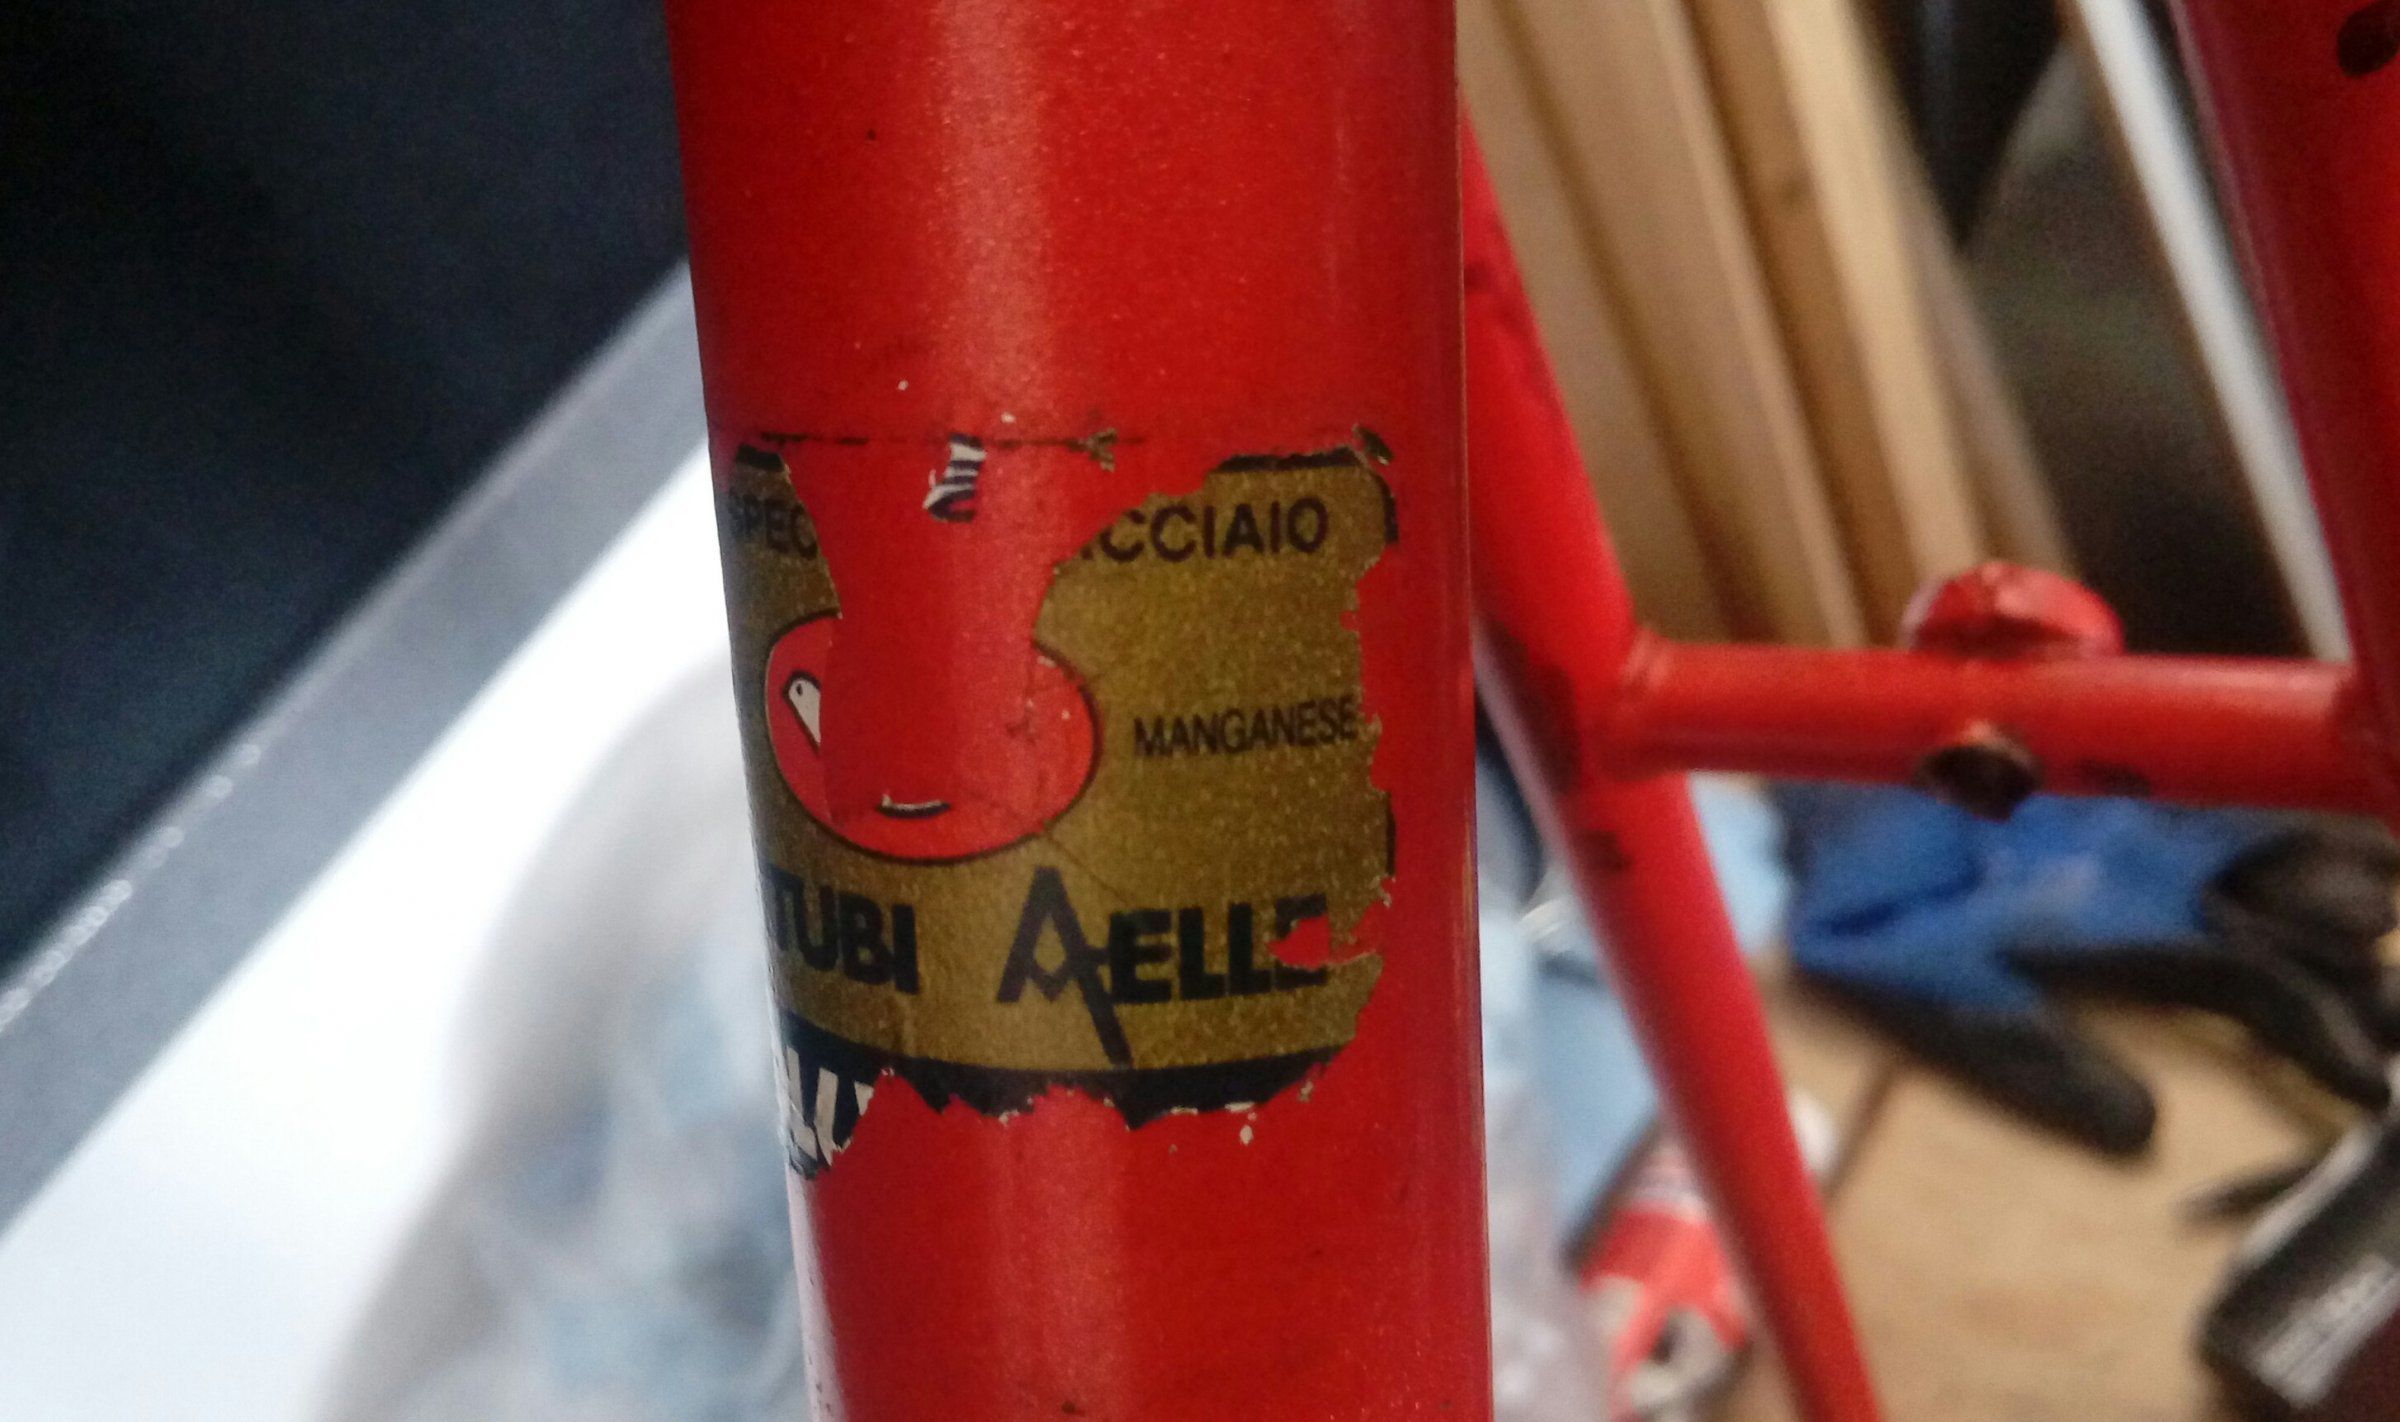 SPEC ACCIAIO
MANGANESE
TUBI AELLE